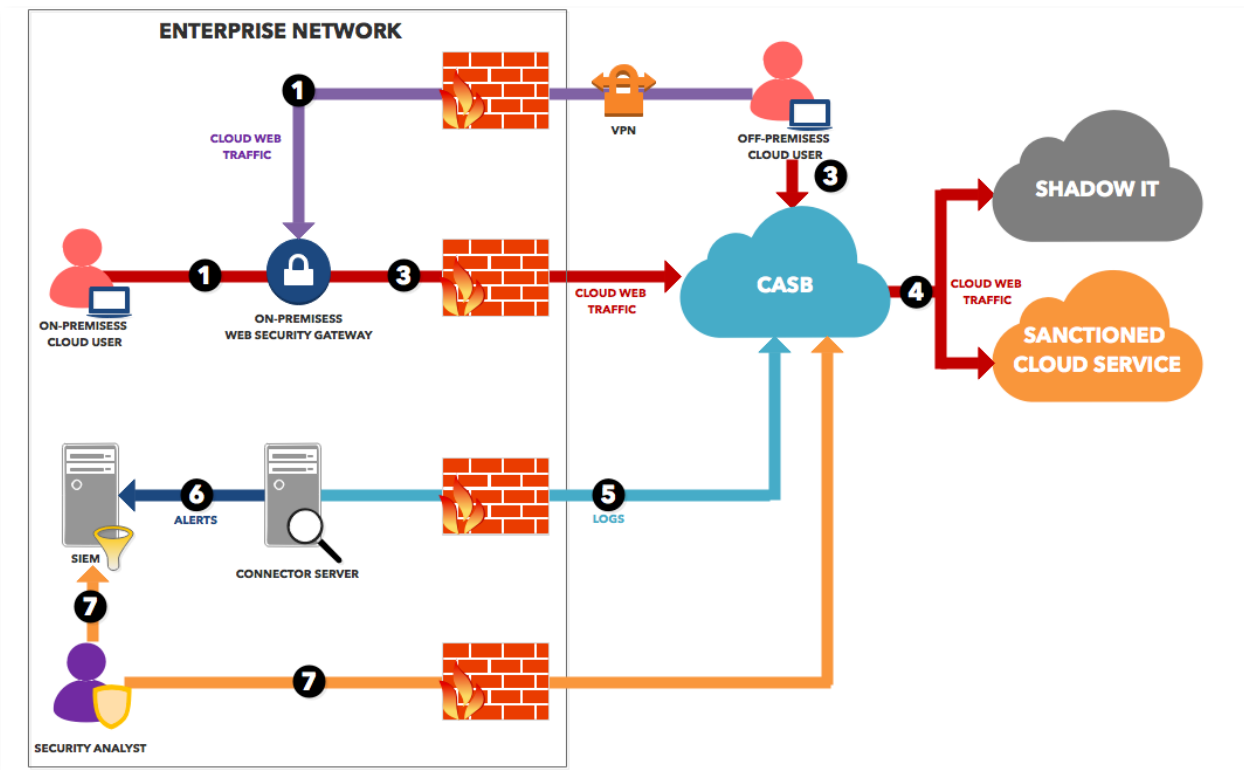 ENTERPRISE NETWORK
1
VPN
CLOUD WEB
TRAFFIC
OFF-PREMISESS
CLOUD USER
3
SHADOW IT
1
3
CLOUD WEB
TRAFFIC
CASB
4
CLOUD WEB
TRAFFIC
ON-PREMISESS
CLOUD USER
ON-PREMISESS
WEB SECURITY GATEWAY
SANCTIONED
CLOUD SERVICE
6
ALERTS
5
LOGS
SIEM
CONNECTOR SERVER
7
7
SECURITY ANALYST